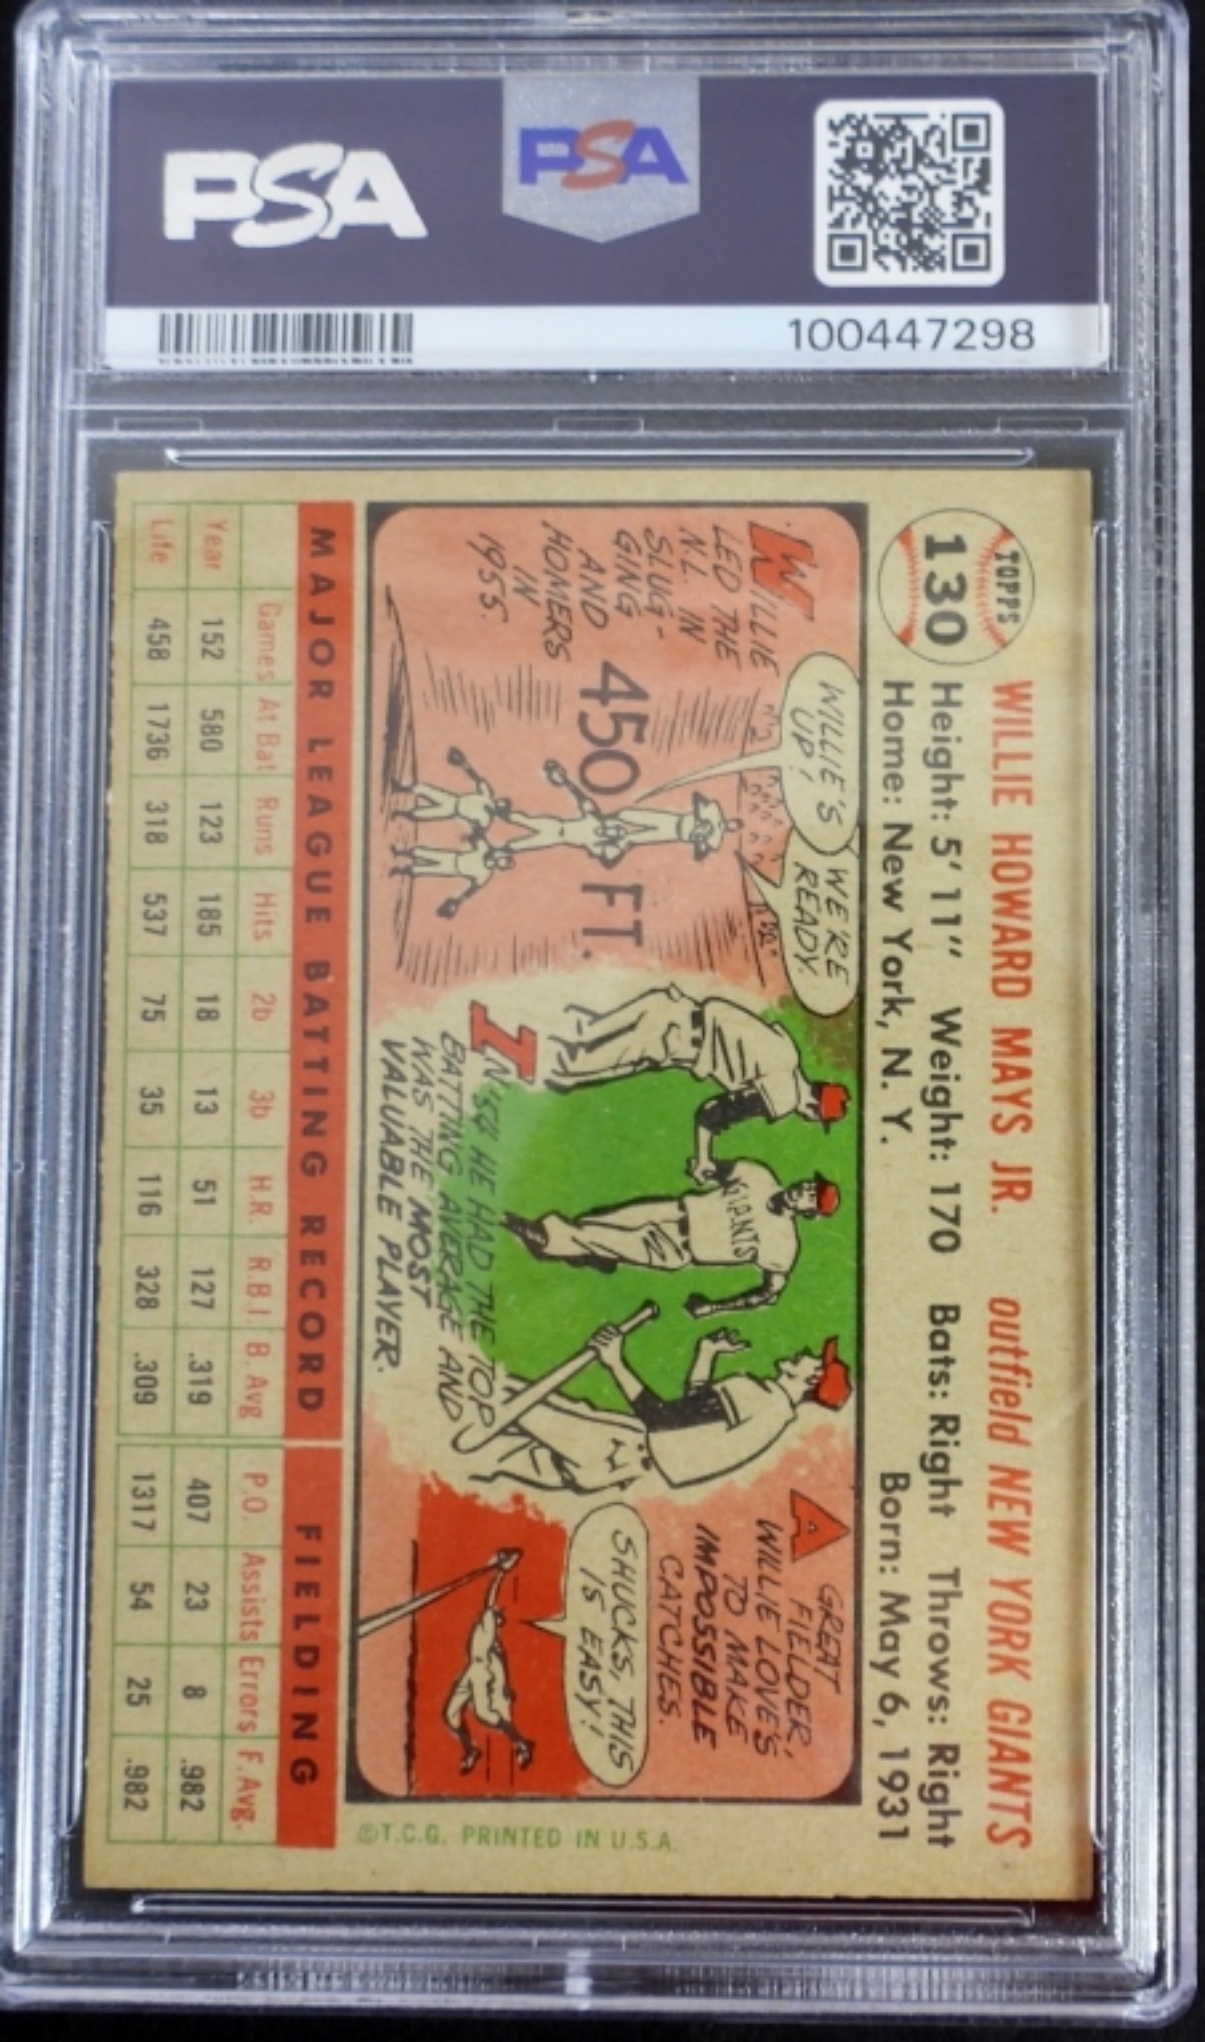 PSA
PSA
100447298
TOPPS
130
WILLIE HOWARD MAYS JR. outfield NEW YORK GIANTS
Height: 5' 11" Weight: 170 Bats: Right Throws: Right
Home: New York, N. Y. Born: May 6, 1931
WILLIE
LED THE
N.L. IN
SLUG-
GING
AND
HOMERS
IN
1955.
WILLIE'S
UP!
WE'RE
READY.
450 FT.
IN '54 HE HAD THE TOP
BATTING AVERAGE AND
WAS THE MOST
VALUABLE PLAYER.
GIANTS
A GREAT
FIELDER,
WILLIE LOVE'S
TO MAKE
IMPOSSIBLE
CATCHES.
SHUCKS, THIS
IS EASY!
MAJOR LEAGUE BATTING RECORD FIELDING
Games At Bat Runs Hits 2b 3b H.R. R.B.I. B. Avg P.O. Assists Errors F. Avg.
Year 152 580 123 185 18 13 51 127 .319 407 23 8 .982
Life 458 1736 318 537 75 35 116 328 .309 1317 54 25 .982
©T.C.G. PRINTED IN U.S.A.